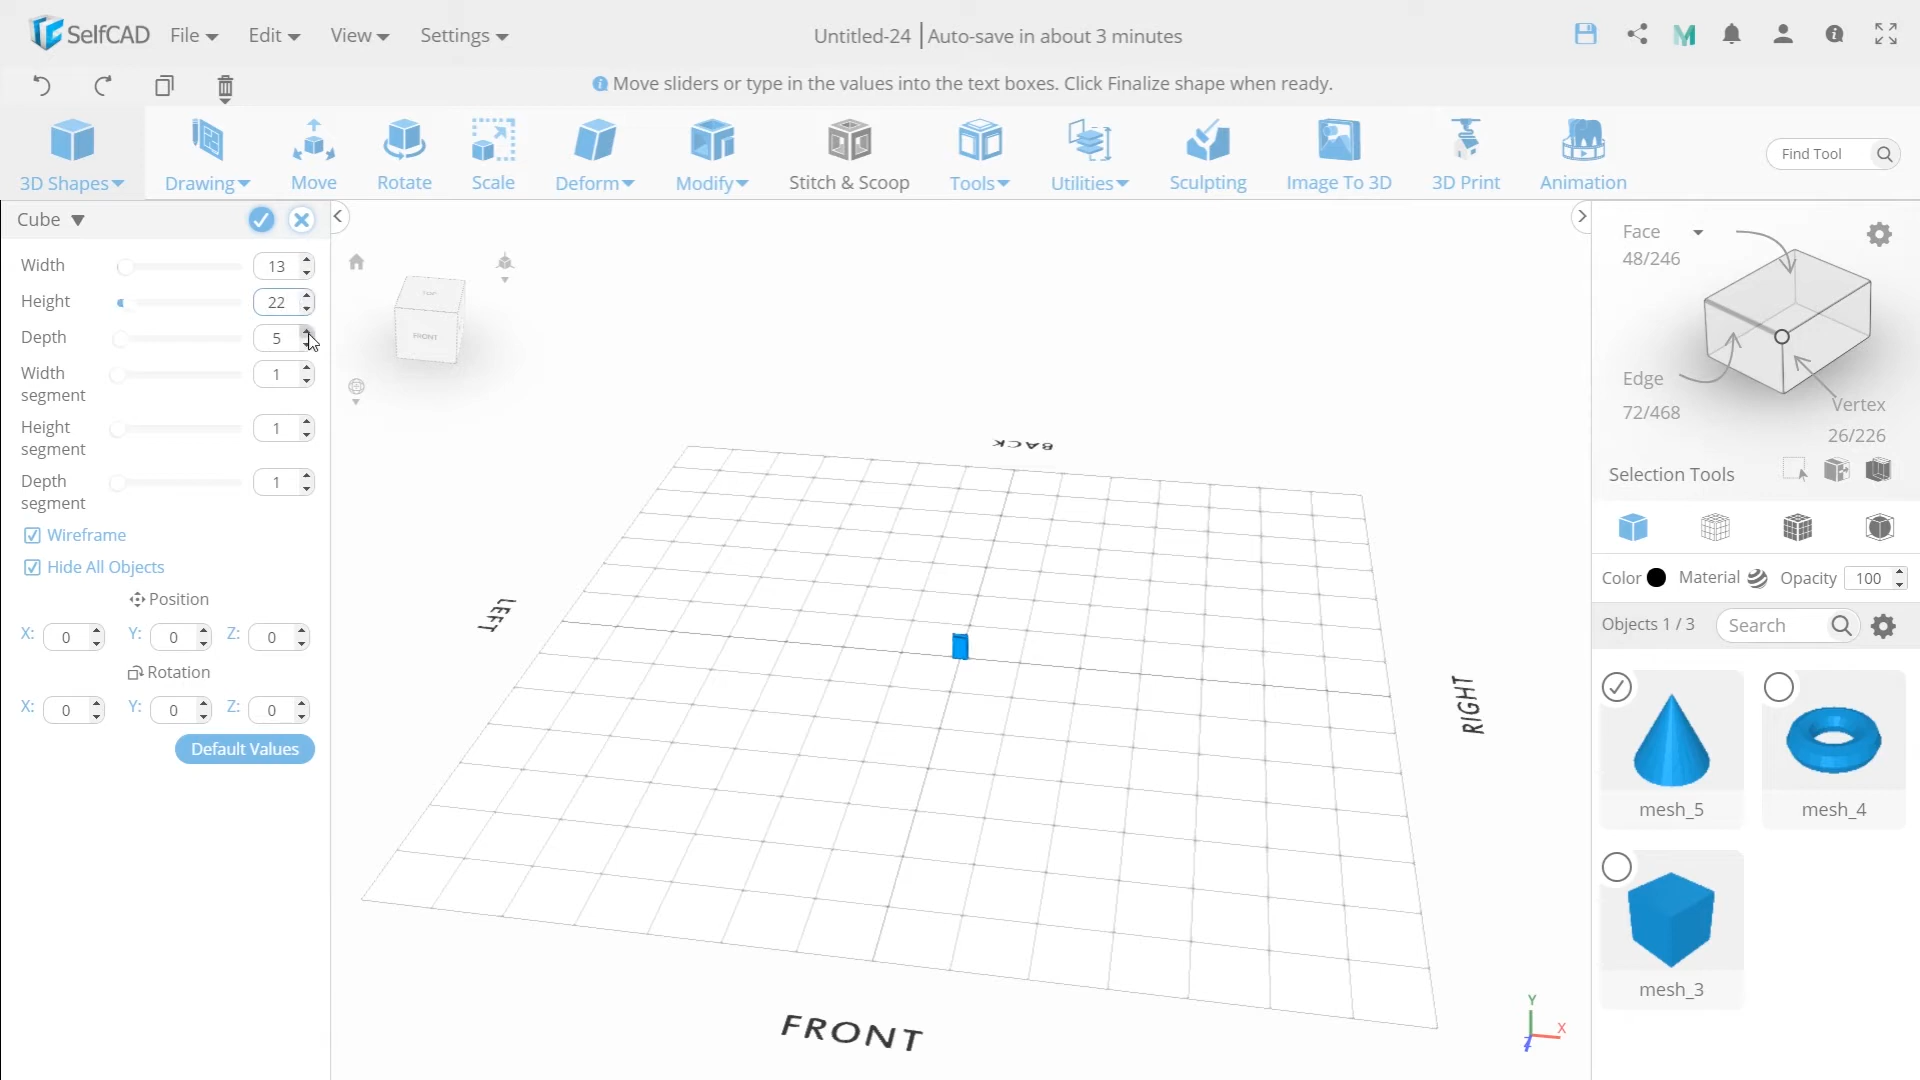 SelfCAD File Edit View Settings
Untitled-24 | Auto-save in about 3 minutes
Move sliders or type in the values into the text boxes. Click Finalize shape when ready.
3D Shapes Drawing Move Rotate Scale Deform Modify Stitch & Scoop Tools Utilities Sculpting Image To 3D 3D Print Animation
Find Tool
Cube
Width 13
Height 22
Depth 5
Width
segment 1
Height
segment 1
Depth
segment 1
Wireframe
Hide All Objects
Position
X: 0 Y: 0 Z: 0
Rotation
X: 0 Y: 0 Z: 0
Default Values
TOP
FRONT
BACK
LEFT
RIGHT
FRONT
Y
X
Z
Face
48/246
Edge
72/468
Vertex
26/226
Selection Tools
Color Material Opacity 100
Objects 1 / 3 Search
mesh_5 mesh_4
mesh_3